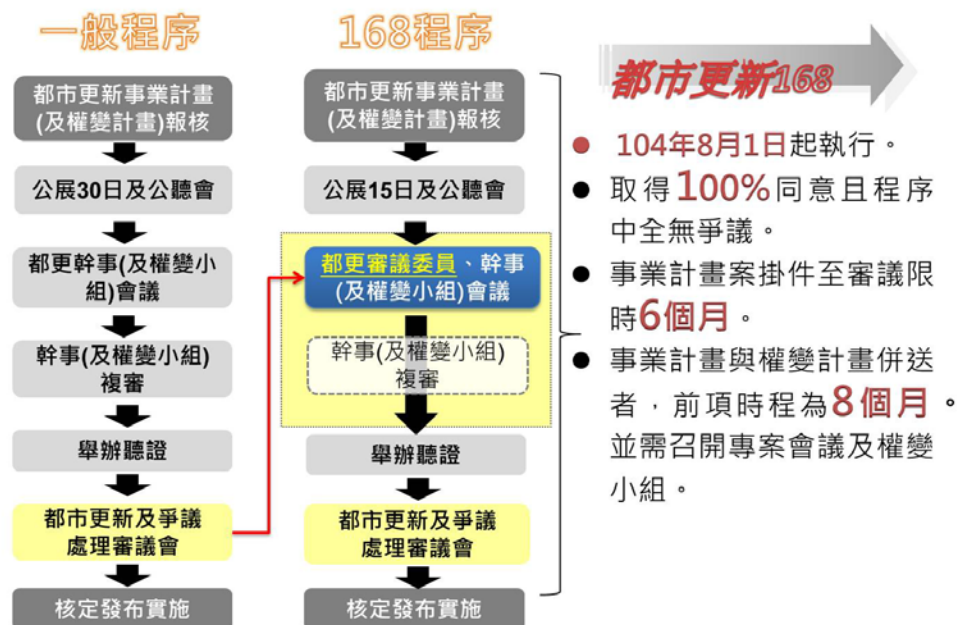 一般程序
都市更新事業計畫
(及權變計畫)報核
公展30日及公聽會
都更幹事(及權變小
組)會議
幹事(及權變小組)
複審
舉辦聽證
都市更新及爭議
處理審議會
核定發布實施
168程序
都市更新事業計畫
(及權變計畫)報核
公展15日及公聽會
都更審議委員、幹事
(及權變小組)會議
幹事(及權變小組)
複審
舉辦聽證
都市更新及爭議
處理審議會
核定發布實施
都市更新168
● 104年8月1日起執行。
● 取得100%同意且程序
中全無爭議。
● 事業計畫案掛件至審議限
時6個月。
● 事業計畫與權變計畫併送
者，前項時程為8個月。
並需召開專案會議及權變
小組。